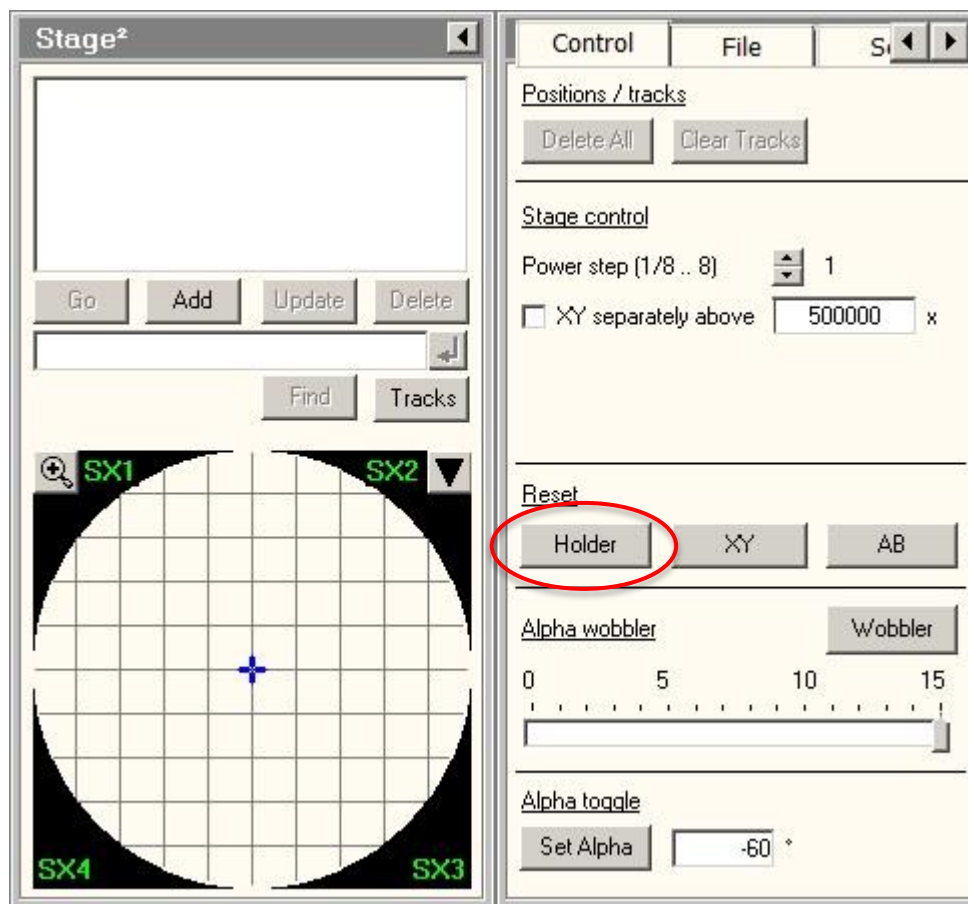 Stage²
Go Add Update Delete
Find Tracks
SX1 SX2
SX4 SX3
Control File
Positions / tracks
Delete All Clear Tracks
Stage control
Power step (1/8 .. 8) 1
XY separately above 500000 x
Reset
Holder XY AB
Alpha wobbler Wobbler
0 5 10 15
Alpha toggle
Set Alpha -60 °